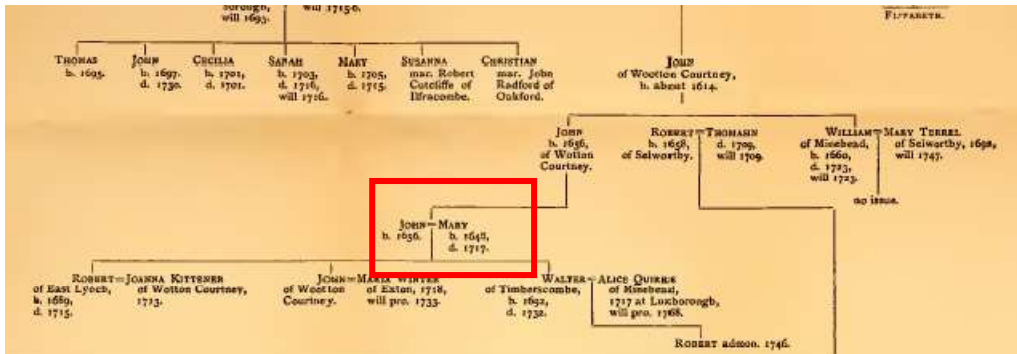 will 1693.
will 1715-6.
ELIZABETH.
THOMAS
b. 1695.
JOHN
b. 1697.
d. 1730.
CECILIA
b. 1701,
d. 1701.
SARAH
b. 1703,
d. 1716,
will 1716.
MARY
b. 1705,
d. 1715.
SUSANNA
mar. Robert
Cutcliffe of
Ilfracombe.
CHRISTIAN
mar. John
Radford of
Oakford.
JOHN
of Wootton Courtney,
b. about 1614.
JOHN
b. 1656,
of Wotton
Courtney.
ROBERT=THOMASIN
b. 1658, d. 1709,
of Selworthy. will 1709.
WILLIAM=MARY TERREL
of Minehead, of Selworthy, 1692,
b. 1660, will 1747.
d. 1723,
will 1723.
no issue.
JOHN=MARY
b. 1656. b. 1648,
d. 1717.
ROBERT=JOANNA KITTENER
of East Lynch, of Wotton Courtney,
b. 1689, 1713.
d. 1715.
JOHN=MARIA WINTER
of Wootton of Exton, 1718,
Courtney. will pro. 1733.
WALTER=ALICE QUIRKE
of Timberscombe, of Minehead,
b. 1692, 1717 at Luxborough,
d. 1732. will pro. 1768.
ROBERT admon. 1746.